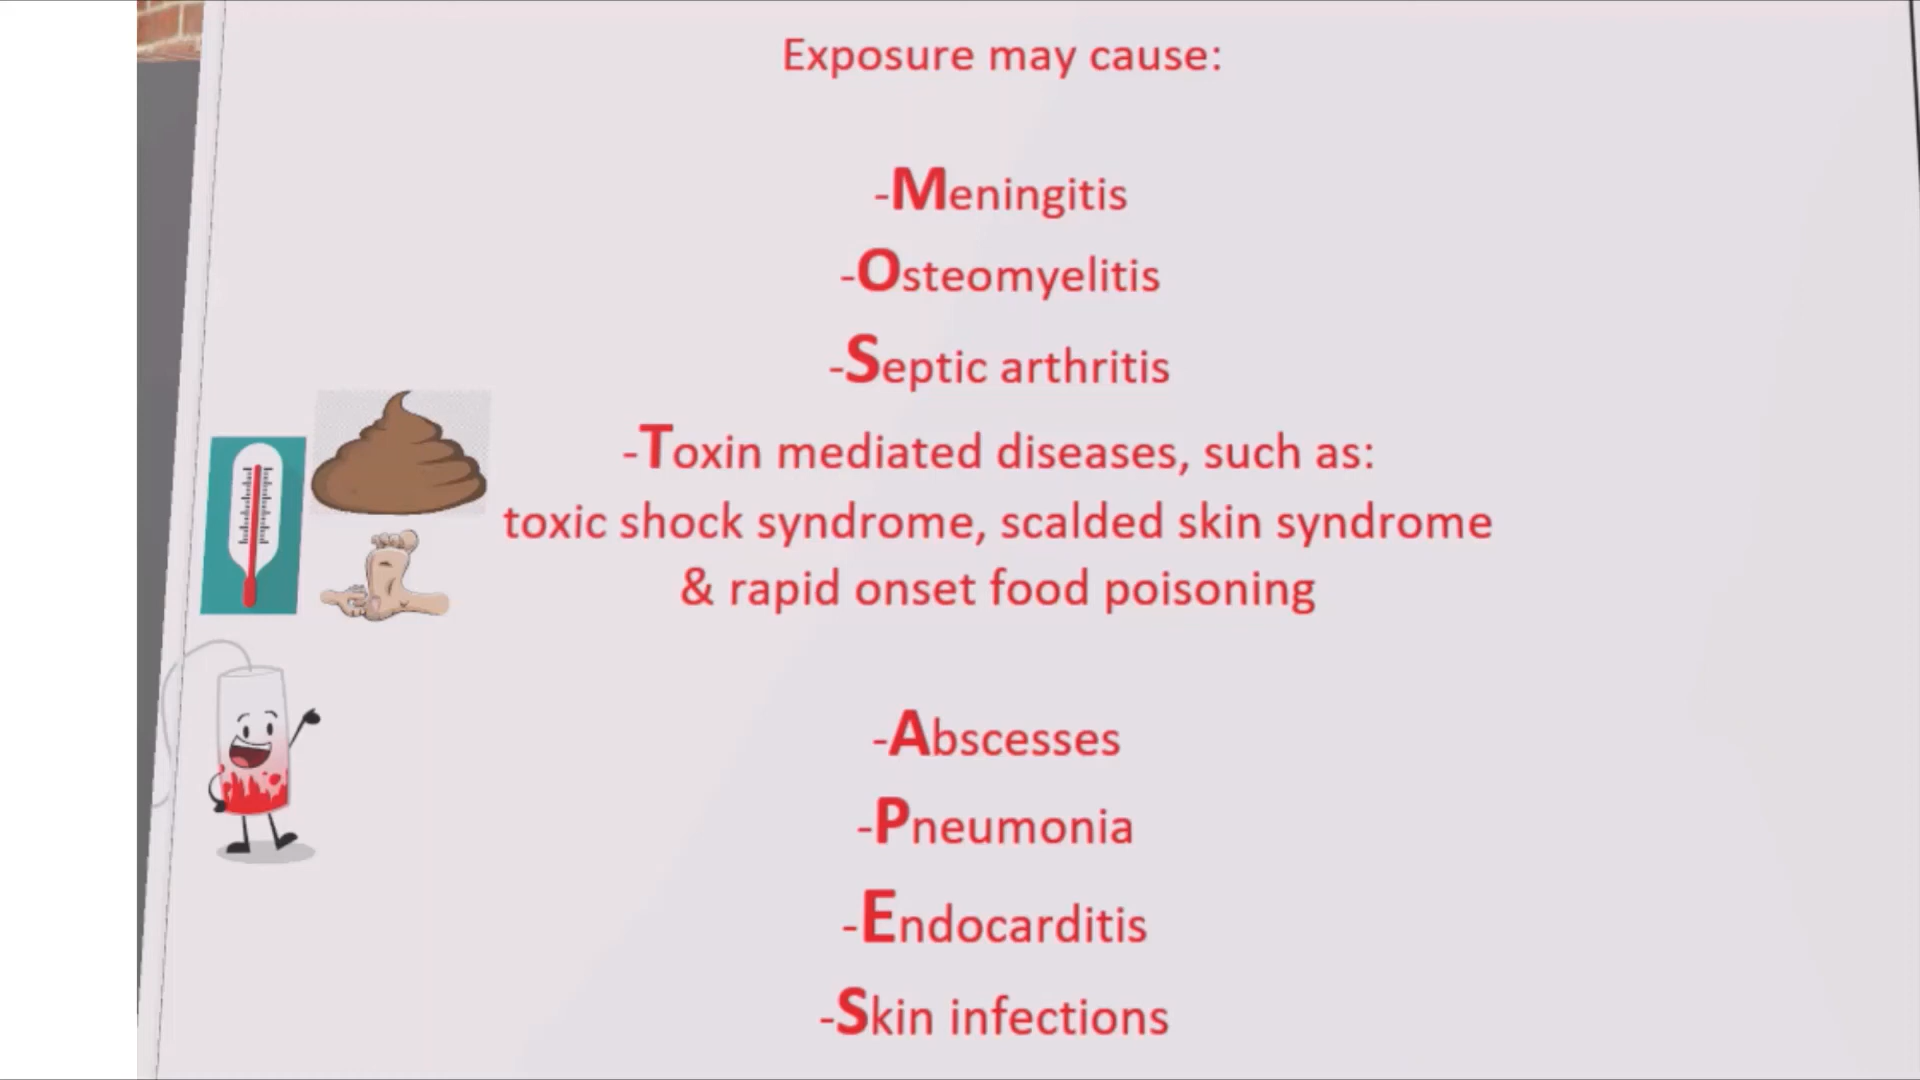 Exposure may cause:
-Meningitis
-Osteomyelitis
-Septic arthritis
-Toxin mediated diseases, such as:
toxic shock syndrome, scalded skin syndrome
& rapid onset food poisoning
-Abscesses
-Pneumonia
-Endocarditis
-Skin infections